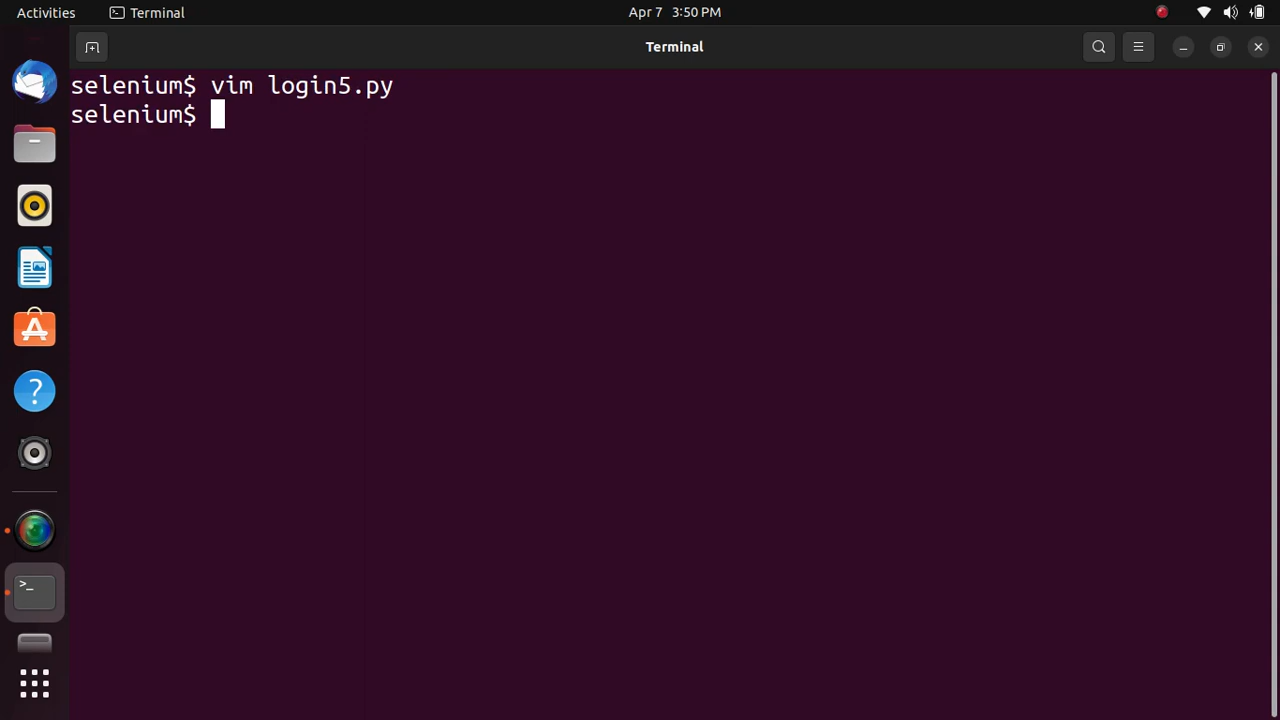 Activities
Terminal
Apr 7 3:50 PM
Terminal
selenium$ vim login5.py
selenium$